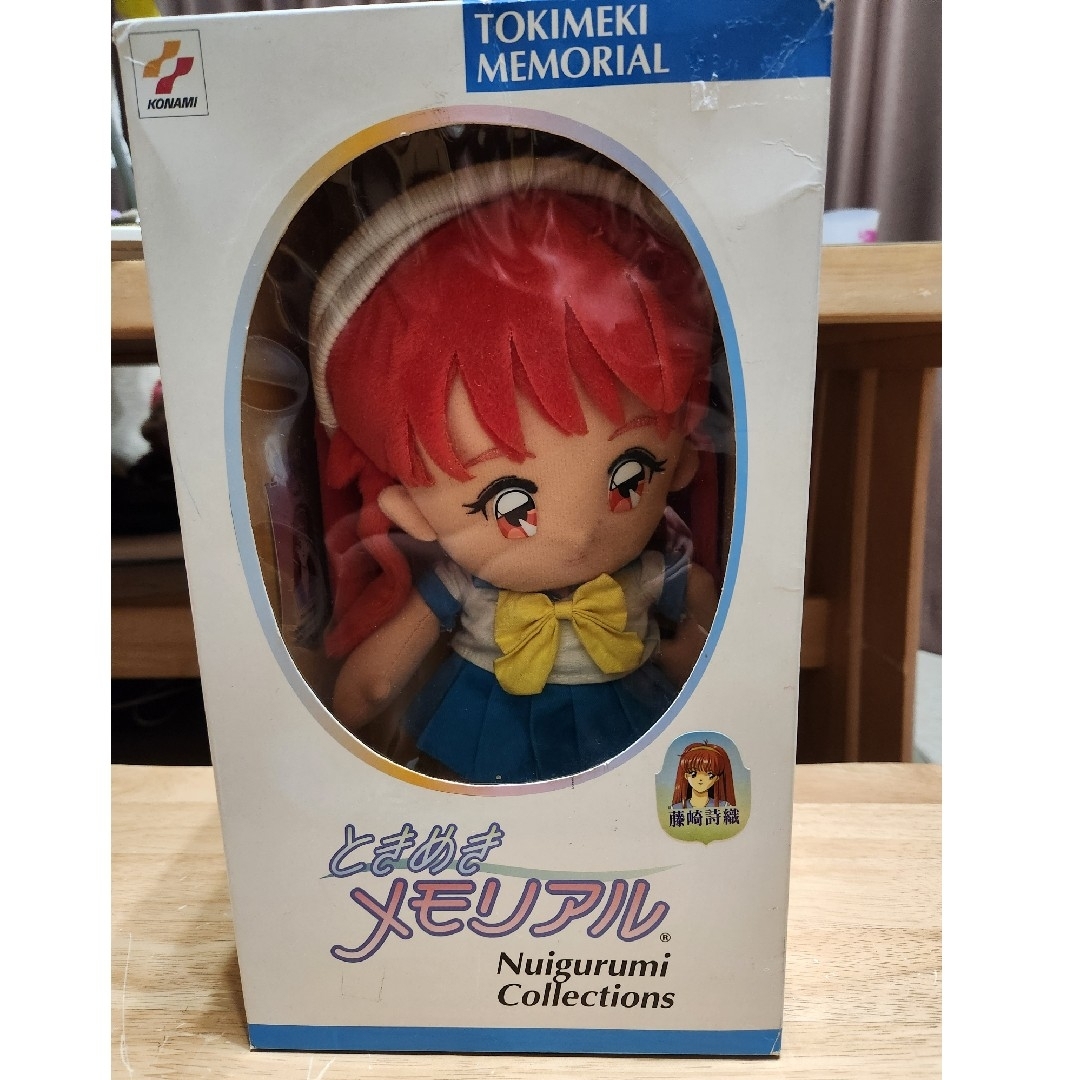 TOKIMEKI
MEMORIAL
KONAMI
藤崎詩織
ときめき
メモリアル®
Nuigurumi
Collections